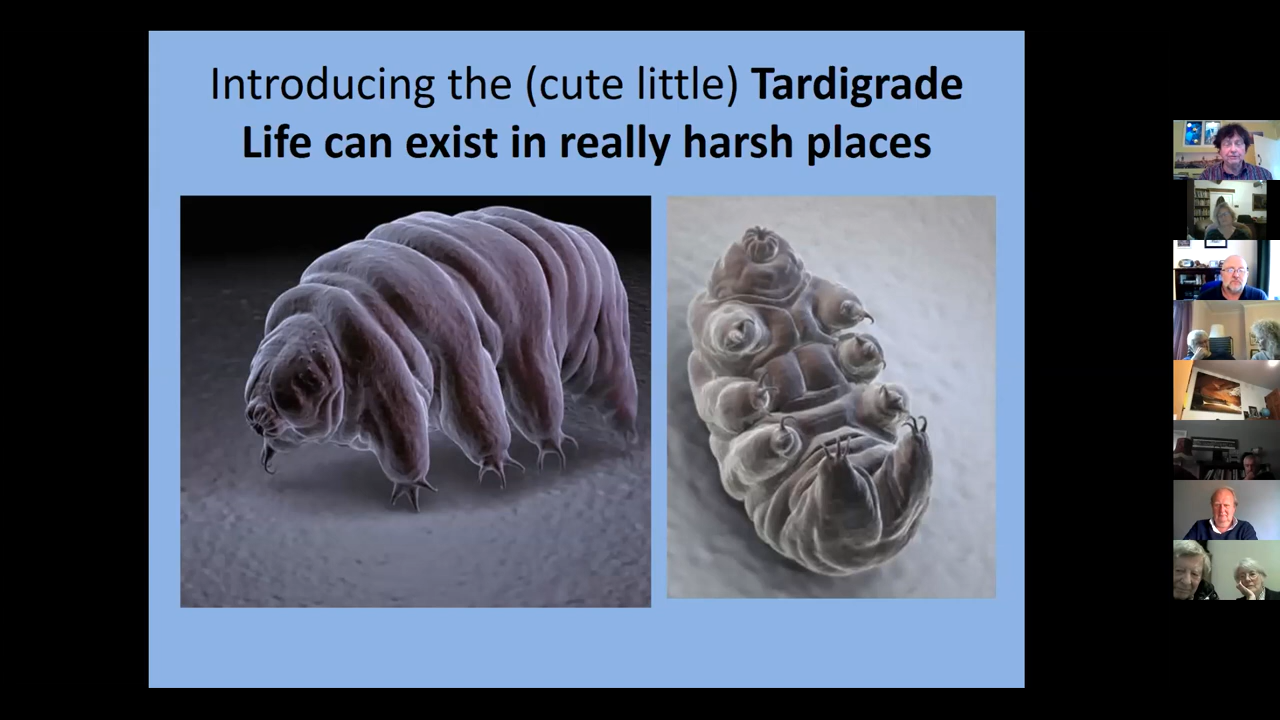 Introducing the (cute little) Tardigrade
Life can exist in really harsh places